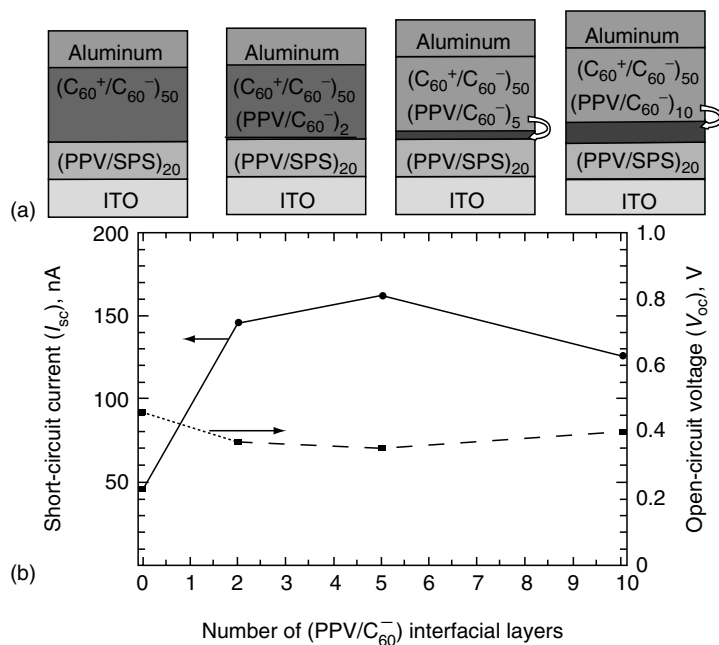 (a)
Aluminum
(C₆₀⁺/C₆₀⁻)₅₀
(PPV/SPS)₂₀
ITO
Aluminum
(C₆₀⁺/C₆₀⁻)₅₀
(PPV/C₆₀⁻)₂
(PPV/SPS)₂₀
ITO
Aluminum
(C₆₀⁺/C₆₀⁻)₅₀
(PPV/C₆₀⁻)₅
(PPV/SPS)₂₀
ITO
Aluminum
(C₆₀⁺/C₆₀⁻)₅₀
(PPV/C₆₀⁻)₁₀
(PPV/SPS)₂₀
ITO
(b)
Short-circuit current (Isc), nA
200
150
100
50
0 2 1 3 4 5 6 7 8 9 10
Number of (PPV/C₆₀⁻) interfacial layers
1.0
0.8
0.6
0.4
0.2
0
Open-circuit voltage (Voc), V